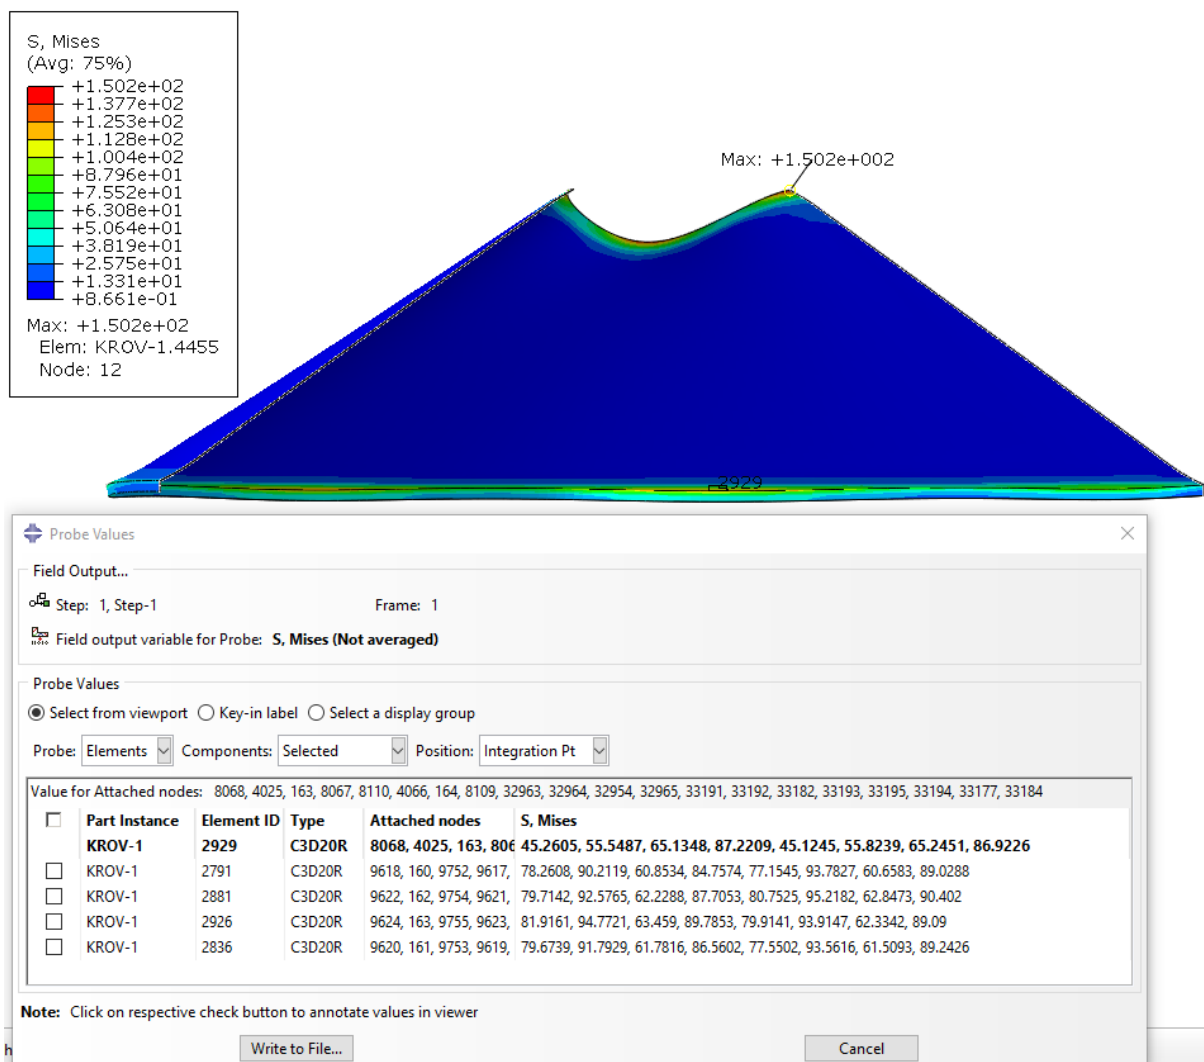 S, Mises
(Avg: 75%)
+1.502e+02
+1.377e+02
+1.253e+02
+1.128e+02
+1.004e+02
+8.796e+01
+7.552e+01
+6.308e+01
+5.064e+01
+3.819e+01
+2.575e+01
+1.331e+01
+8.661e-01
Max: +1.502e+02
Elem: KROV-1.4455
Node: 12
Max: +1.502e+002
2929
Probe Values
Field Output...
Step: 1, Step-1 Frame: 1
Field output variable for Probe: S, Mises (Not averaged)
Probe Values
Select from viewport Key-in label Select a display group
Probe: Elements Components: Selected Position: Integration Pt
Value for Attached nodes: 8068, 4025, 163, 8067, 8110, 4066, 164, 8109, 32963, 32964, 32954, 32965, 33191, 33192, 33182, 33193, 33195, 33194, 33177, 33184
Part Instance Element ID Type Attached nodes S, Mises
KROV-1 2929 C3D20R 8068, 4025, 163, 806 45.2605, 55.5487, 65.1348, 87.2209, 45.1245, 55.8239, 65.2451, 86.9226
KROV-1 2791 C3D20R 9618, 160, 9752, 9617, 78.2608, 90.2119, 60.8534, 84.7574, 77.1545, 93.7827, 60.6583, 89.0288
KROV-1 2881 C3D20R 9622, 162, 9754, 9621, 79.7142, 92.5765, 62.2288, 87.7053, 80.7525, 95.2182, 62.8473, 90.402
KROV-1 2926 C3D20R 9624, 163, 9755, 9623, 81.9161, 94.7721, 63.459, 89.7853, 79.9141, 93.9147, 62.3342, 89.09
KROV-1 2836 C3D20R 9620, 161, 9753, 9619, 79.6739, 91.7929, 61.7816, 86.5602, 77.5502, 93.5616, 61.5093, 89.2426
Note: Click on respective check button to annotate values in viewer
Write to File... Cancel